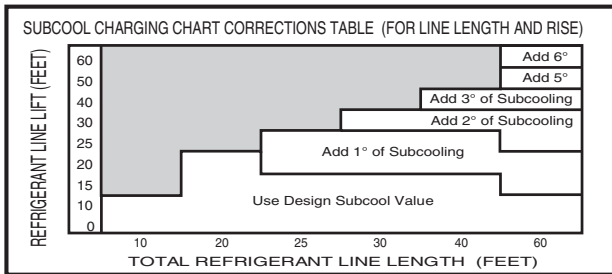 SUBCOOL CHARGING CHART CORRECTIONS TABLE (FOR LINE LENGTH AND RISE)
REFRIGERANT LINE LIFT (FEET)
60
50
40
30
25
20
15
10
0
Add 6°
Add 5°
Add 3° of Subcooling
Add 2° of Subcooling
Add 1° of Subcooling
Use Design Subcool Value
10 20 25 30 40 60
TOTAL REFRIGERANT LINE LENGTH (FEET)